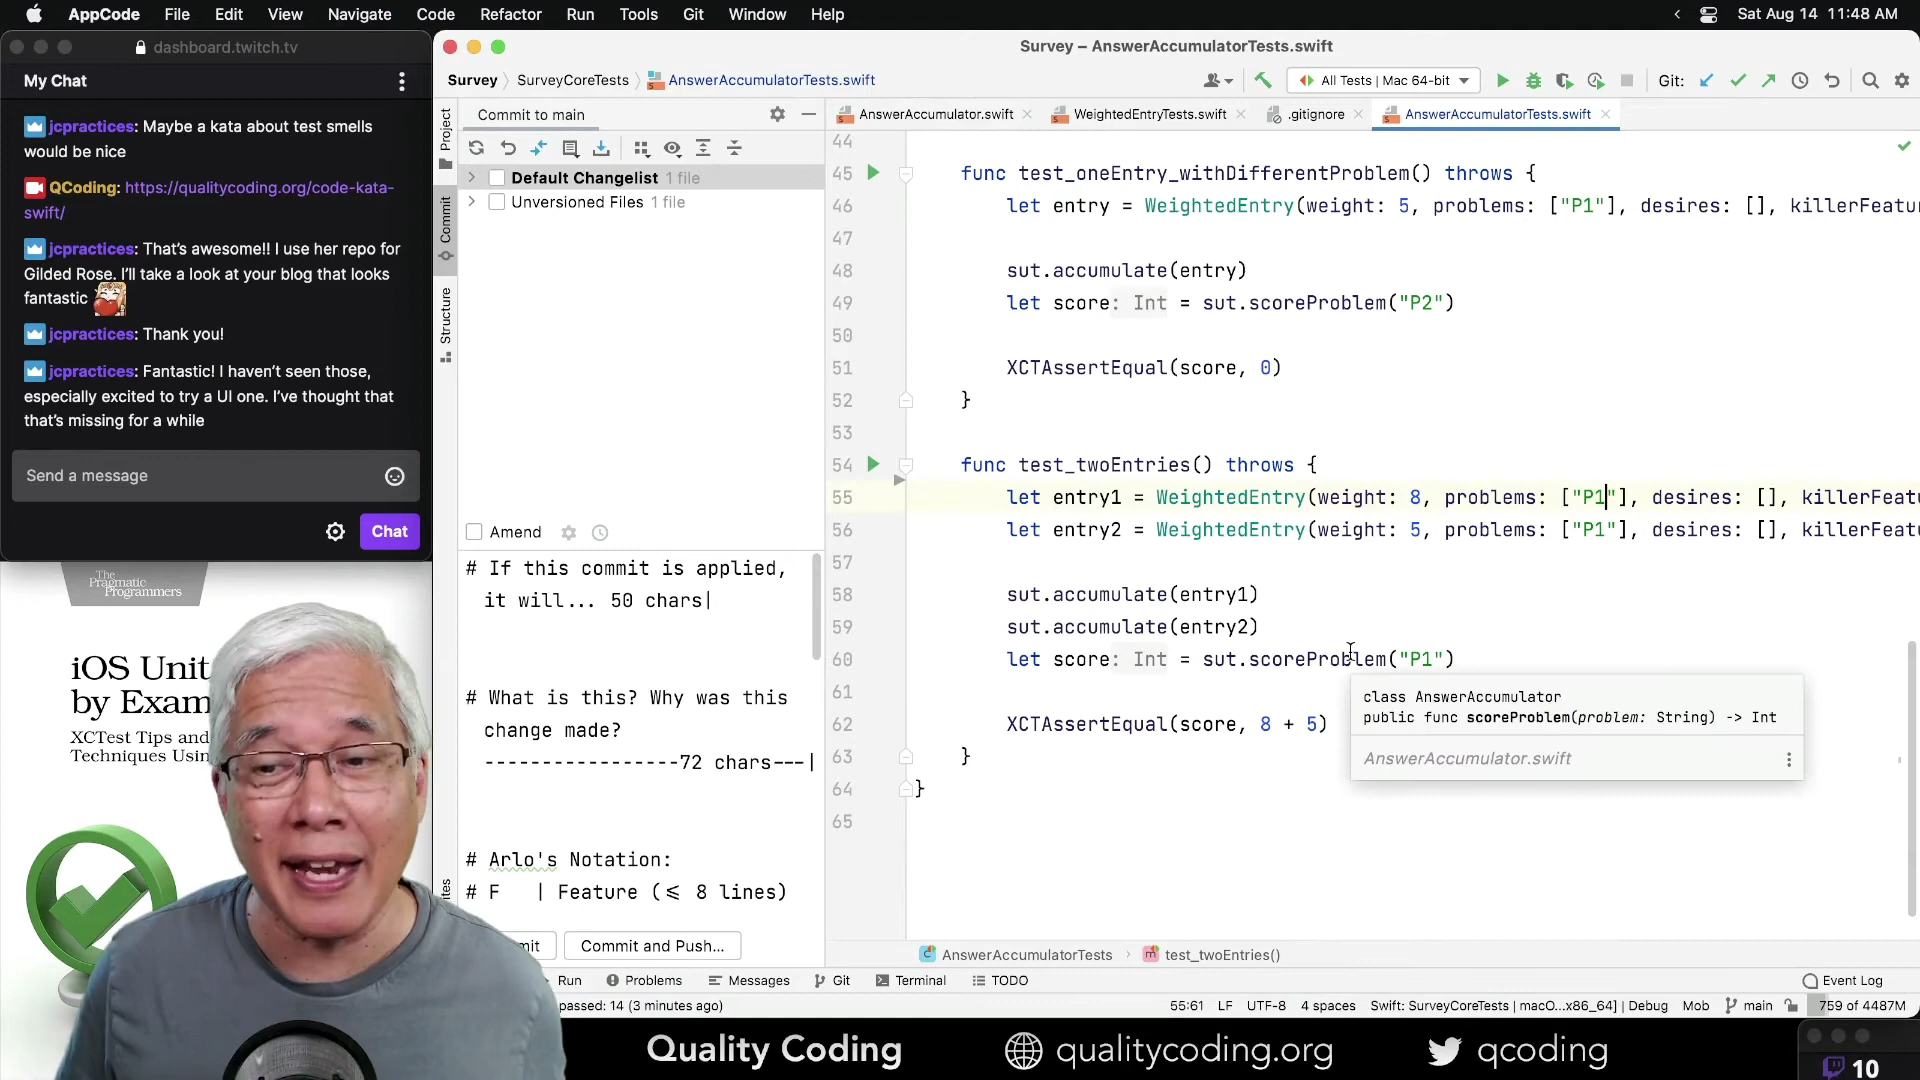 AppCode File Edit View Navigate Code Refactor Run Tools Git Window Help
Sat Aug 14 11:48 AM
dashboard.twitch.tv
My Chat
jcpractices: Maybe a kata about test smells
would be nice
QCoding: https://qualitycoding.org/code-kata-
swift/
jcpractices: That's awesome!! I use her repo for
Gilded Rose. I'll take a look at your blog that looks
fantastic
jcpractices: Thank you!
jcpractices: Fantastic! I haven't seen those,
especially excited to try a UI one. I've thought that
that's missing for a while
Send a message
Chat
The
Pragmatic
Programmers
iOS Unit
by Exam
XCTest Tips and
Techniques Usin
Survey – AnswerAccumulatorTests.swift
Survey SurveyCoreTests AnswerAccumulatorTests.swift
All Tests | Mac 64-bit
Git:
Project
Commit
Structure
Commit to main
Default Changelist 1 file
Unversioned Files 1 file
Amend
# If this commit is applied,
it will... 50 chars|
# What is this? Why was this
change made?
-----------------72 chars---|
# Arlo's Notation:
# F | Feature (<= 8 lines)
mit
Commit and Push...
AnswerAccumulator.swift WeightedEntryTests.swift .gitignore AnswerAccumulatorTests.swift
44
45 func test_oneEntry_withDifferentProblem() throws {
46 let entry = WeightedEntry(weight: 5, problems: ["P1"], desires: [], killerFeatu
47
48 sut.accumulate(entry)
49 let score: Int = sut.scoreProblem("P2")
50
51 XCTAssertEqual(score, 0)
52 }
53
54 func test_twoEntries() throws {
55 let entry1 = WeightedEntry(weight: 8, problems: ["P1"], desires: [], killerFeatu
56 let entry2 = WeightedEntry(weight: 5, problems: ["P1"], desires: [], killerFeatu
57
58 sut.accumulate(entry1)
59 sut.accumulate(entry2)
60 let score: Int = sut.scoreProblem("P1")
61
62 XCTAssertEqual(score, 8 + 5)
63 }
64 }
65
class AnswerAccumulator
public func scoreProblem(problem: String) -> Int
AnswerAccumulator.swift
AnswerAccumulatorTests test_twoEntries()
Run Problems Messages Git Terminal TODO
Event Log
passed: 14 (3 minutes ago)
55:61 LF UTF-8 4 spaces Swift: SurveyCoreTests | macO...x86_64] | Debug Mob main 759 of 4487M
Quality Coding qualitycoding.org qcoding
10